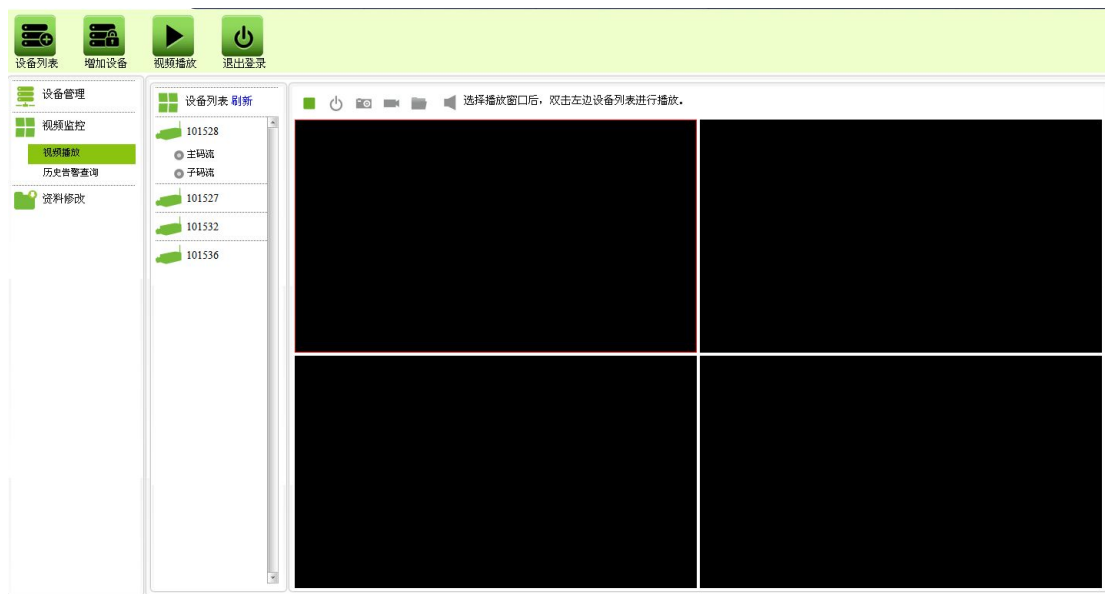 设备列表 增加设备 视频播放 退出登录
设备管理
视频监控
视频播放
历史告警查询
资料修改
设备列表 刷新
101528
主码流
子码流
101527
101532
101536
选择播放窗口后，双击左边设备列表进行播放.